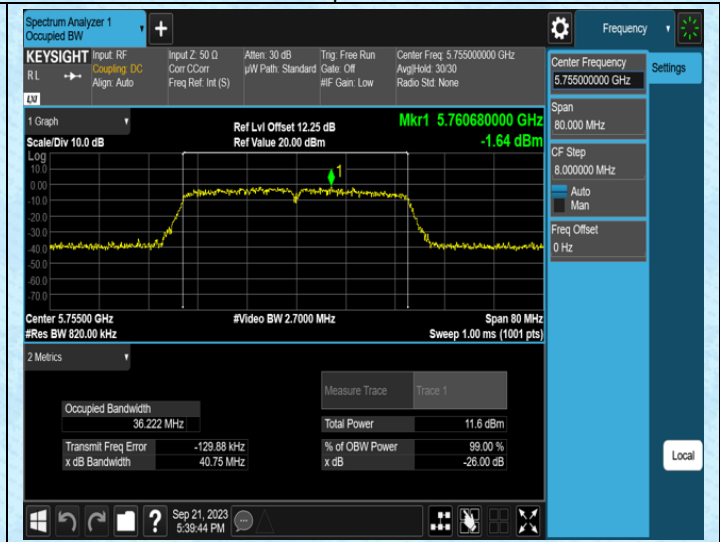 Spectrum Analyzer 1
Occupied BW
Frequency
KEYSIGHT
RL
LXI
Input: RF
Coupling: DC
Align: Auto
Input Z: 50 Ω
Corr CCorr
Freq Ref: Int (S)
Atten: 30 dB
µW Path: Standard
Trig: Free Run
Gate: Off
#IF Gain: Low
Center Freq: 5.755000000 GHz
Avg|Hold: 30/30
Radio Std: None
Center Frequency
5.755000000 GHz
Settings
Span
80.000 MHz
CF Step
8.000000 MHz
Auto
Man
Freq Offset
0 Hz
1 Graph
Scale/Div 10.0 dB
Ref Lvl Offset 12.25 dB
Ref Value 20.00 dBm
Mkr1 5.760680000 GHz
-1.64 dBm
Log
10.0
0.00
-10.0
-20.0
-30.0
-40.0
-50.0
-60.0
-70.0
1
Center 5.75500 GHz
#Res BW 820.00 kHz
#Video BW 2.7000 MHz
Span 80 MHz
Sweep 1.00 ms (1001 pts)
2 Metrics
Measure Trace Trace 1
Occupied Bandwidth
36.222 MHz
Total Power 11.6 dBm
Transmit Freq Error -129.88 kHz
% of OBW Power 99.00 %
x dB Bandwidth 40.75 MHz
x dB -26.00 dB
Local
?
Sep 21, 2023
5:39:44 PM